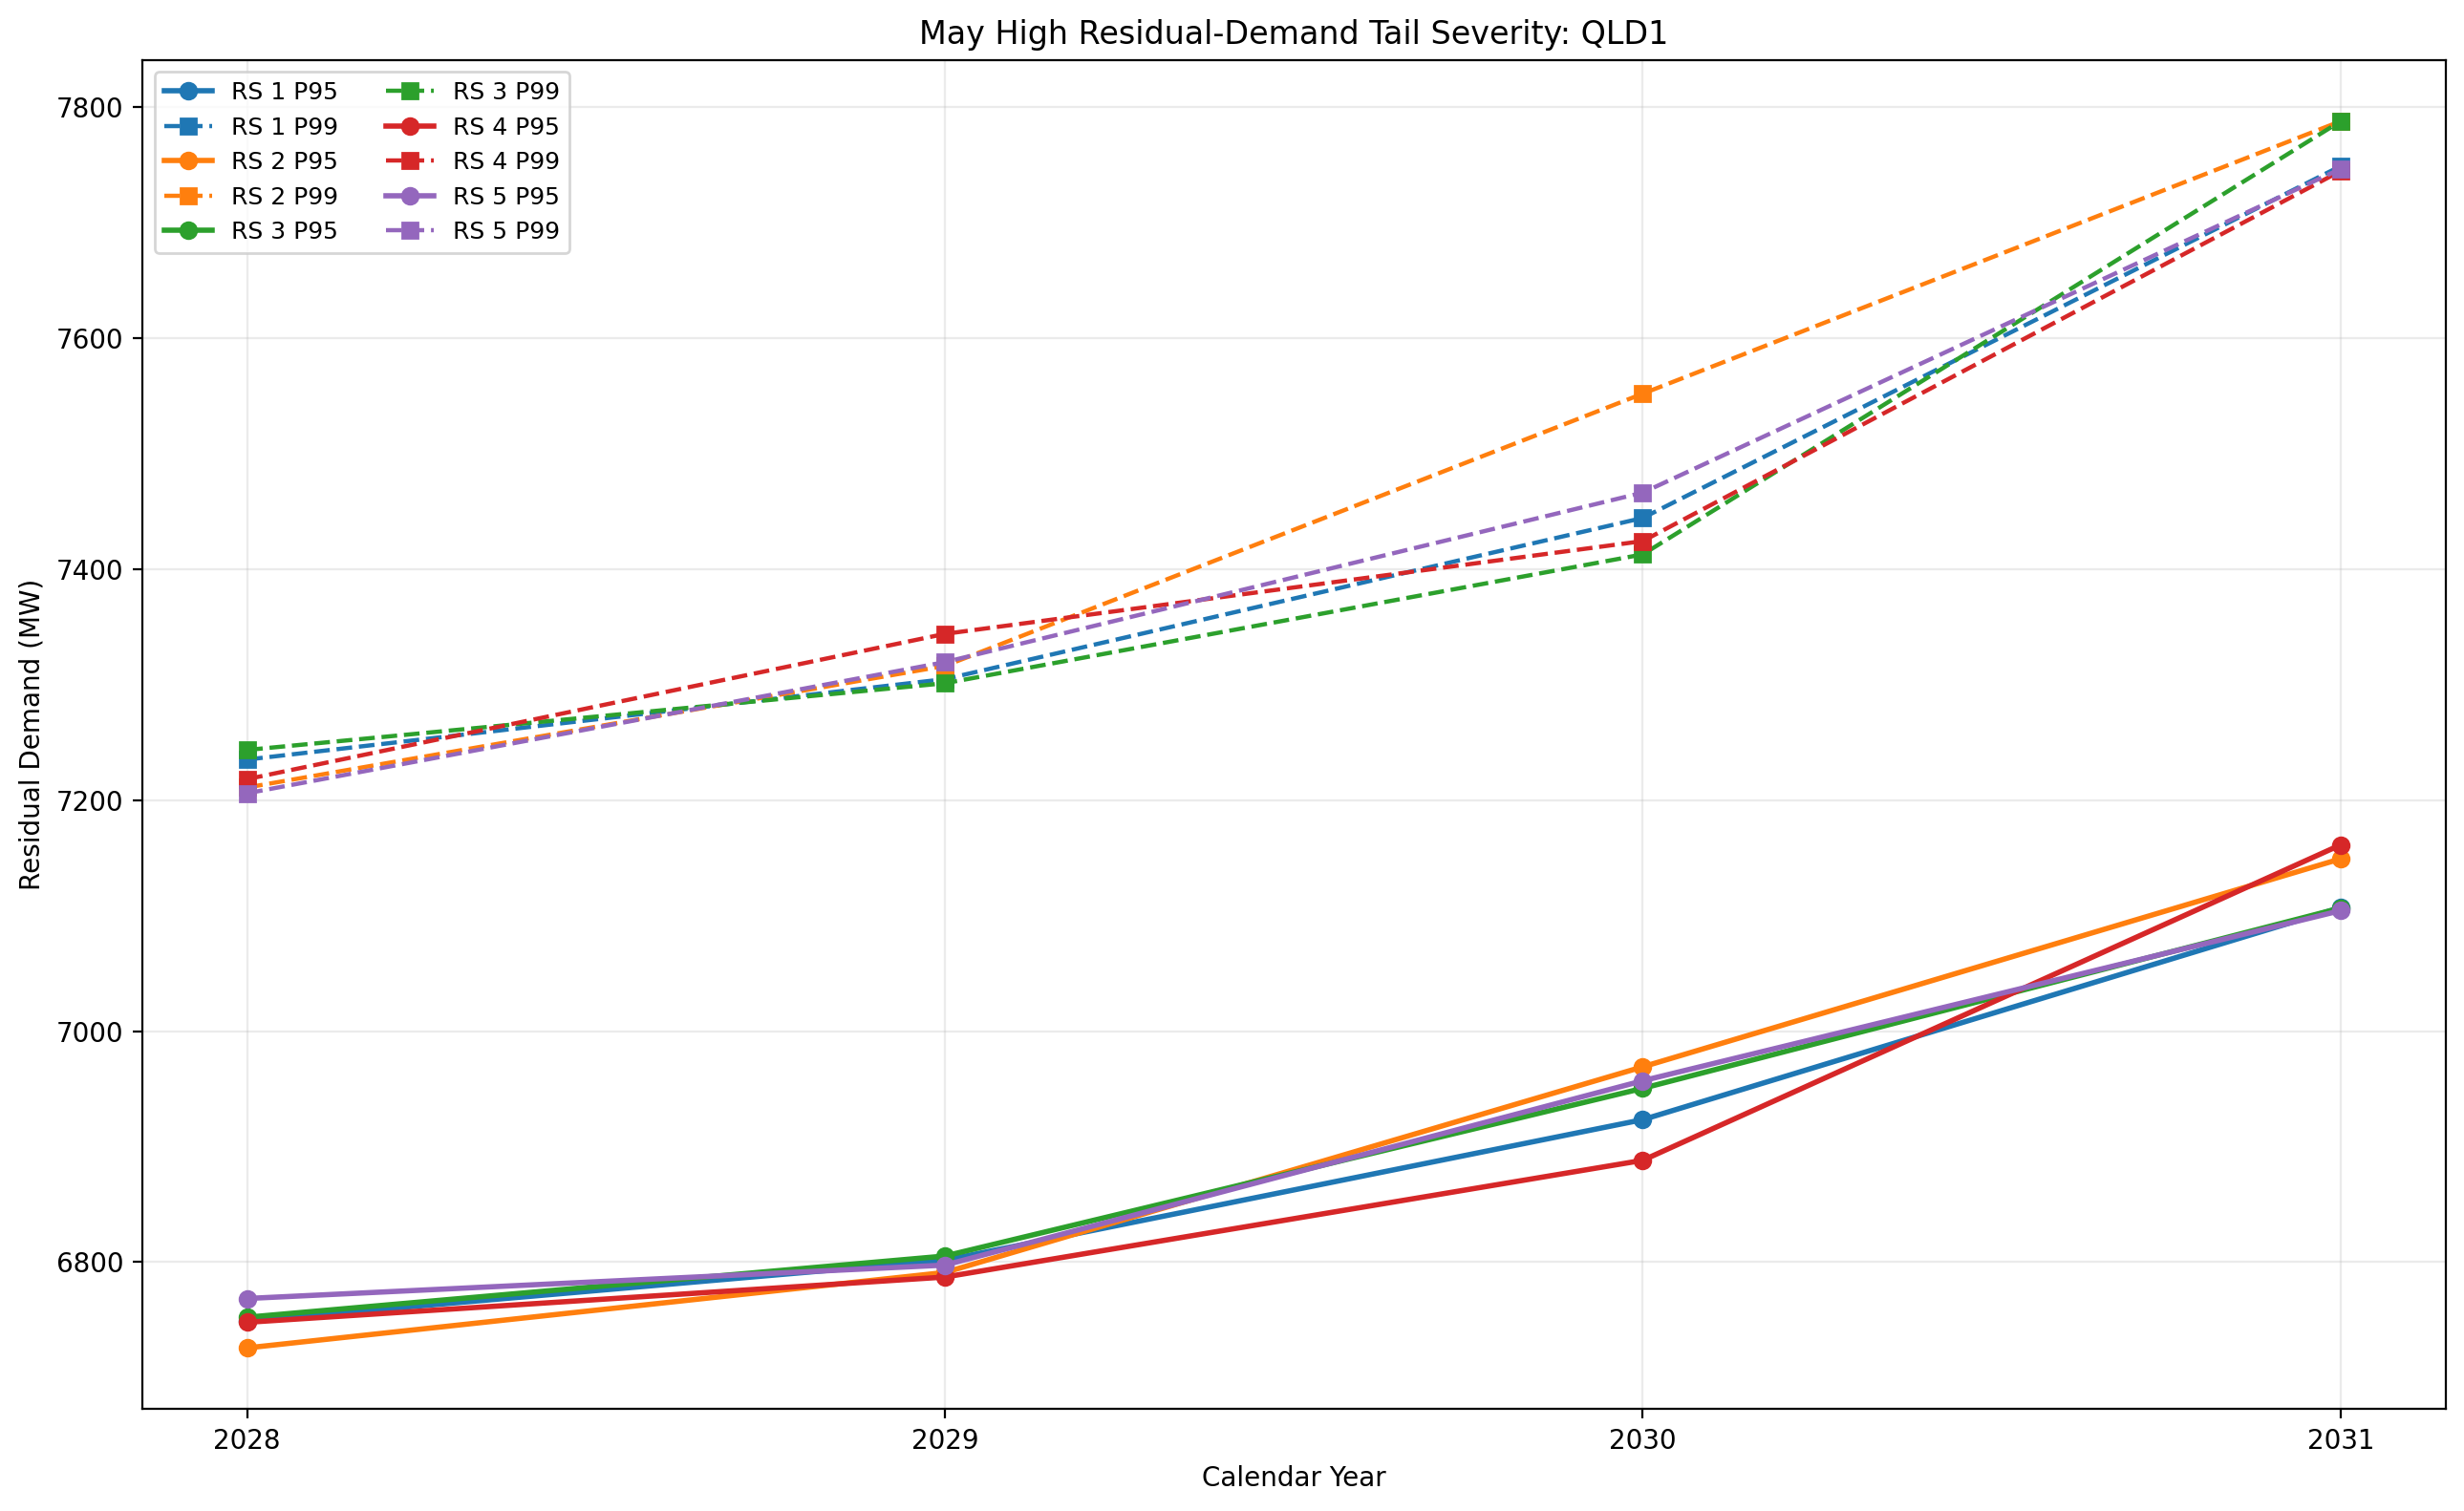 May High Residual-Demand Tail Severity: QLD1
RS 1 P95
RS 1 P99
RS 2 P95
RS 2 P99
RS 3 P95
RS 3 P99
RS 4 P95
RS 4 P99
RS 5 P95
RS 5 P99
Residual Demand (MW)
7800
7600
7400
7200
7000
6800
2028
2029
2030
2031
Calendar Year